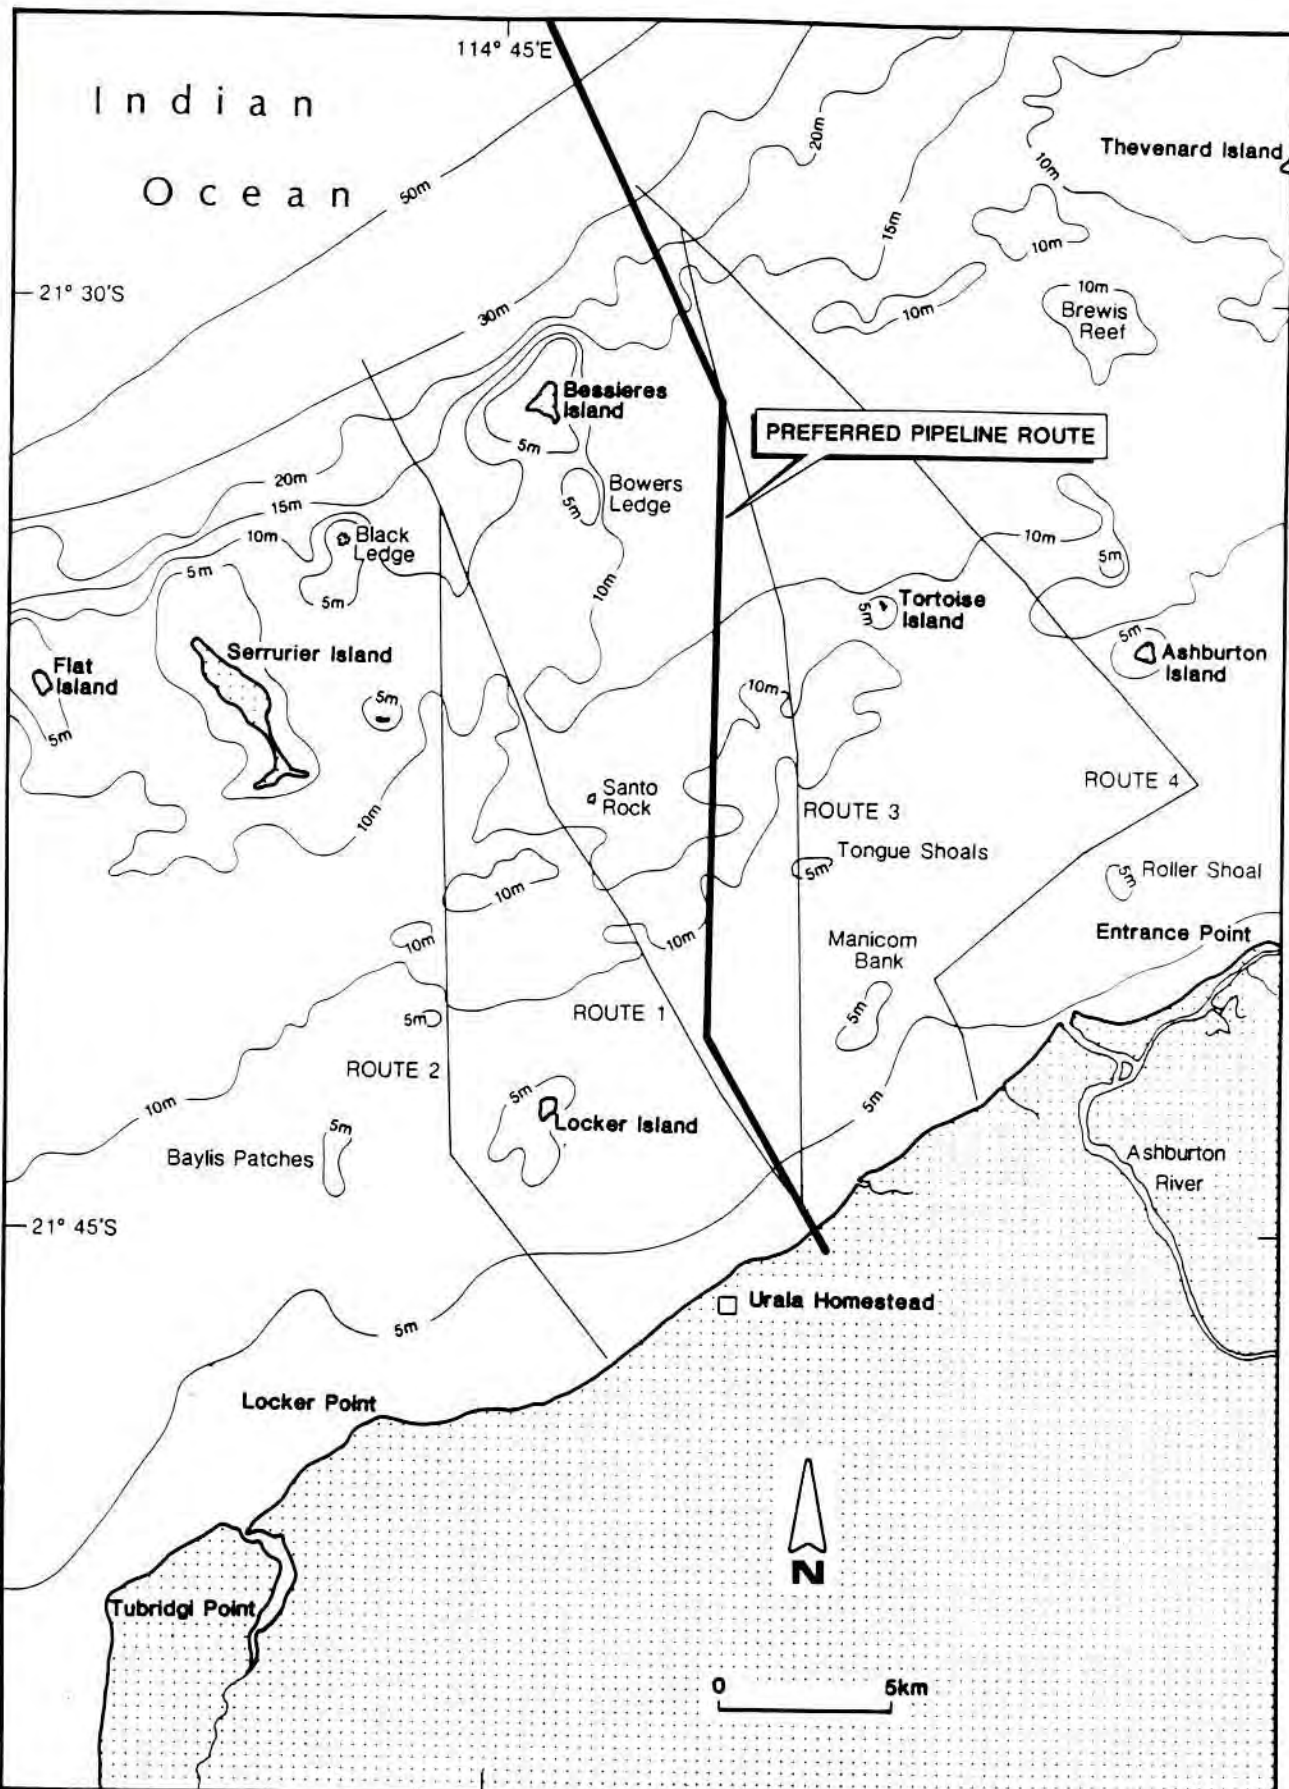 114° 45'E
Indian
Ocean
20m
10m
Thevenard Island
50m
15m
10m
21° 30'S
10m
Brewis
Reef
30m
10m
Bessieres
Island
PREFERRED PIPELINE ROUTE
5m
20m
Bowers
Ledge
5m
15m
10m
Black
Ledge
10m
5m
5m
5m
10m
Tortoise
Island
5m
5m
Ashburton
Island
Serrurier Island
Flat
Island
5m
10m
5m
ROUTE 4
Santo
Rock
ROUTE 3
10m
Tongue Shoals
5m
Roller Shoal
5m
10m
Entrance Point
10m
10m
Manicom
Bank
5m
5m
ROUTE 1
ROUTE 2
5m
10m
5m
Locker Island
5m
Baylis Patches
Ashburton
River
21° 45'S
Urala Homestead
5m
Locker Point
N
Tubridgi Point
0 5km